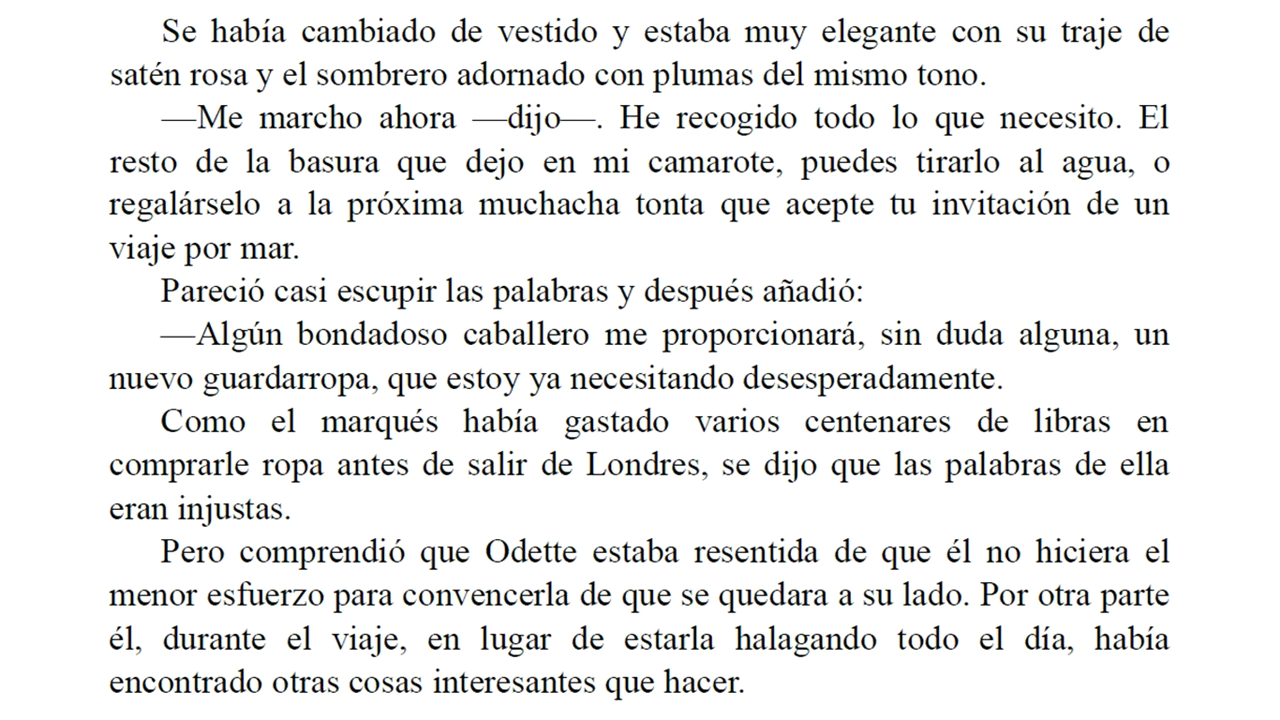 Se había cambiado de vestido y estaba muy elegante con su traje de
satén rosa y el sombrero adornado con plumas del mismo tono.
—Me marcho ahora —dijo—. He recogido todo lo que necesito. El
resto de la basura que dejo en mi camarote, puedes tirarlo al agua, o
regalárselo a la próxima muchacha tonta que acepte tu invitación de un
viaje por mar.
Pareció casi escupir las palabras y después añadió:
—Algún bondadoso caballero me proporcionará, sin duda alguna, un
nuevo guardarropa, que estoy ya necesitando desesperadamente.
Como el marqués había gastado varios centenares de libras en
comprarle ropa antes de salir de Londres, se dijo que las palabras de ella
eran injustas.
Pero comprendió que Odette estaba resentida de que él no hiciera el
menor esfuerzo para convencerla de que se quedara a su lado. Por otra parte
él, durante el viaje, en lugar de estarla halagando todo el día, había
encontrado otras cosas interesantes que hacer.